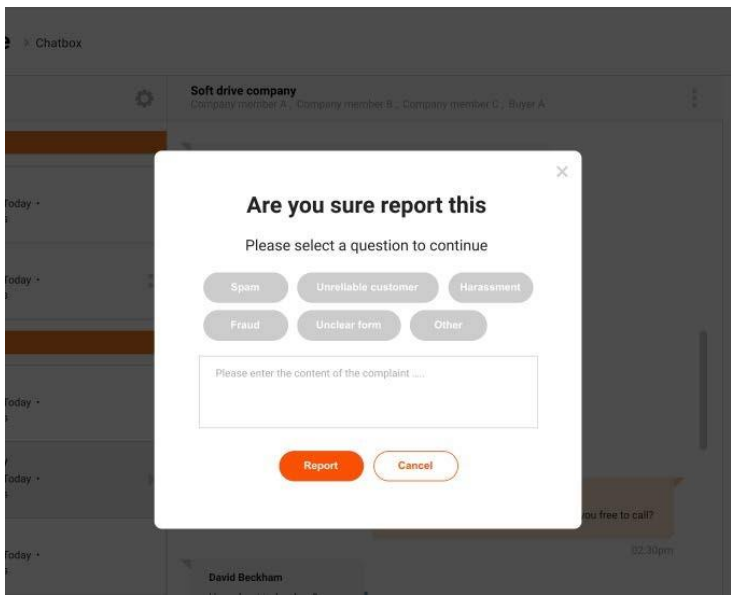 > Chatbox
Soft drive company
Company member A , Company member B , Company member C , Buyer A
Today •
Today •
Today •
Today •
Today •
×
Are you sure report this
Please select a question to continue
Spam Unreliable customer Harassment
Fraud Unclear form Other
Please enter the content of the complaint .....
Report Cancel
you free to call?
02:30pm
David Beckham